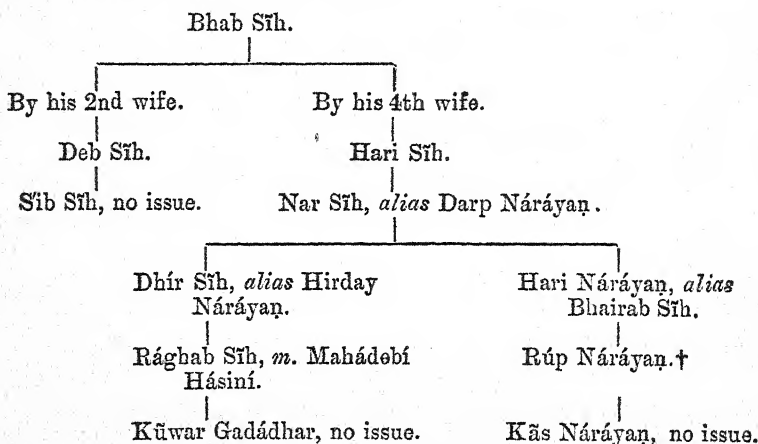 Bhab Sĩh.
By his 2nd wife. By his 4th wife.
Deb Sĩh. Hari Sĩh.
S'ib Sĩh, no issue. Nar Sĩh, alias Darp Náráyaṇ.
Dhír Sĩh, alias Hirday Hari Náráyaṇ, alias
Náráyaṇ. Bhairab Sĩh.
Rághab Sĩh, m. Mahádebí Rúp Náráyaṇ.†
Hásiní.
Kũwar Gadádhar, no issue. Kãs Náráyaṇ, no issue.